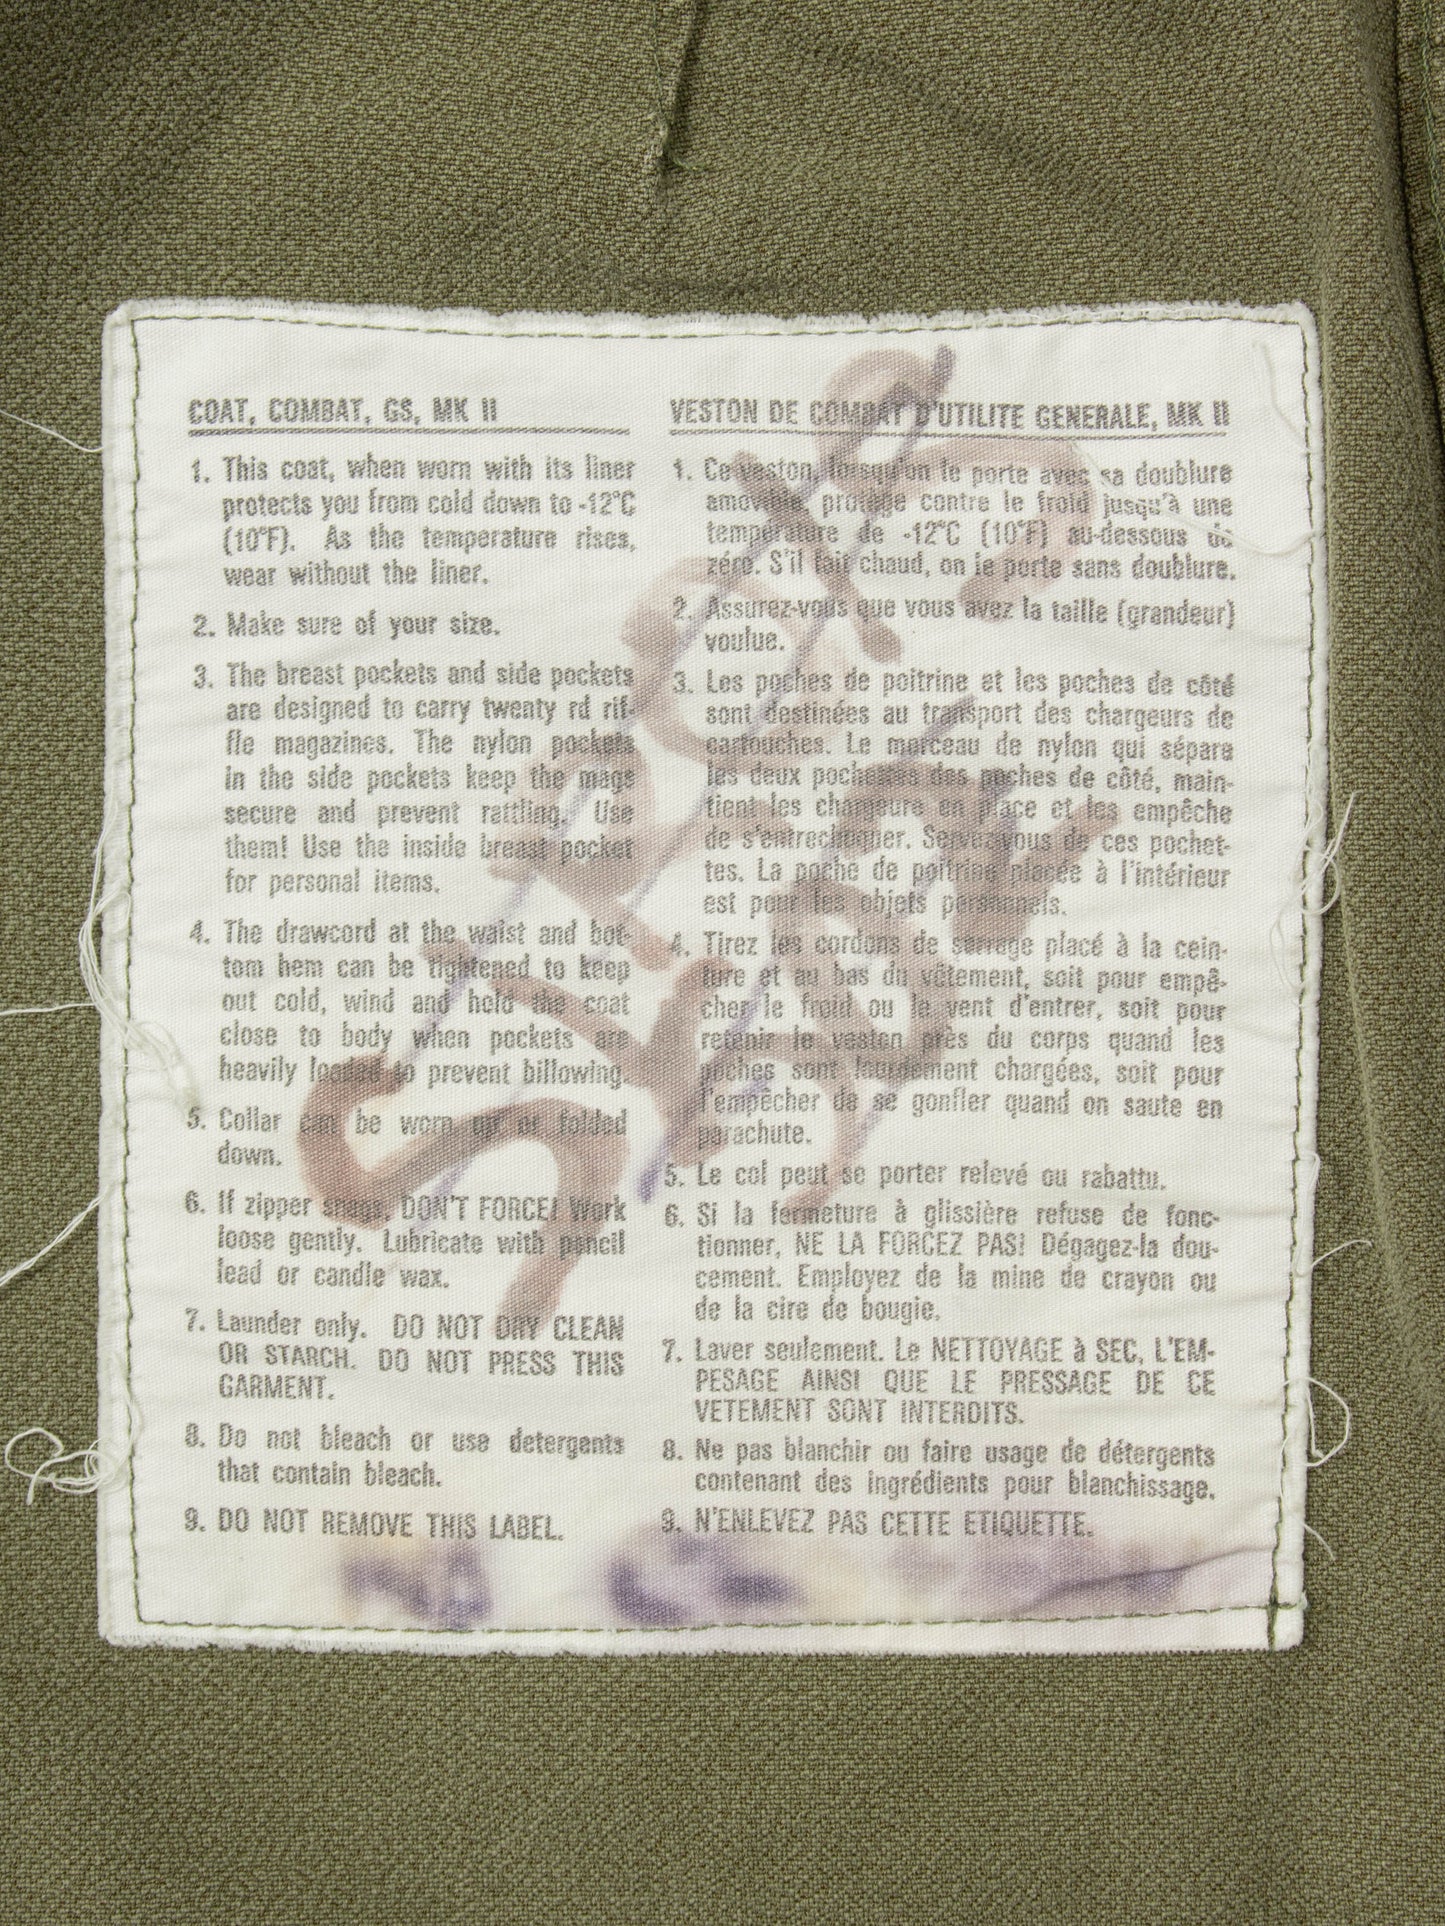 COAT, COMBAT, GS, MK II
1. This coat, when worn with its liner
protects you from cold down to -12°C
(10°F). As the temperature rises,
wear without the liner.
2. Make sure of your size.
3. The breast pockets and side pockets
are designed to carry twenty rd rif-
fle magazines. The nylon pockets
in the side pockets keep the mags
secure and prevent rattling. Use
them! Use the inside breast pocket
for personal items.
4. The drawcord at the waist and bot-
tom hem can be tightened to keep
out cold, wind and hold the coat
close to body when pockets are
heavily loaded to prevent billowing.
5. Collar can be worn up or folded
down.
6. If zipper snags, DON'T FORCE! Work
loose gently. Lubricate with pencil
lead or candle wax.
7. Launder only. DO NOT DRY CLEAN
OR STARCH. DO NOT PRESS THIS
GARMENT.
8. Do not bleach or use detergents
that contain bleach.
9. DO NOT REMOVE THIS LABEL.
VESTON DE COMBAT D'UTILITE GENERALE, MK II
1. Ce veston, lorsqu'on le porte avec sa doublure
amovible, protège contre le froid jusqu'à une
température de -12°C (10°F) au-dessous de
zéro. S'il fait chaud, on le porte sans doublure.
2. Assurez-vous que vous avez la taille (grandeur)
voulue.
3. Les poches de poitrine et les poches de côté
sont destinées au transport des chargeurs de
cartouches. Le morceau de nylon qui sépare
les deux pochettes des poches de côté, main-
tient les chargeurs en place et les empêche
de s'entrechoquer. Servez-vous de ces pochet-
tes. La poche de poitrine placée à l'intérieur
est pour les objets personnels.
4. Tirez les cordons de serrage placé à la cein-
ture et au bas du vêtement, soit pour empê-
cher le froid ou le vent d'entrer, soit pour
retenir le veston près du corps quand les
poches sont lourdement chargées, soit pour
l'empêcher de se gonfler quand on saute en
parachute.
5. Le col peut se porter relevé ou rabattu.
6. Si la fermeture à glissière refuse de fonc-
tionner, NE LA FORCEZ PAS! Dégagez-la dou-
cement. Employez de la mine de crayon ou
de la cire de bougie.
7. Laver seulement. Le NETTOYAGE à SEC, L'EM-
PESAGE AINSI QUE LE PRESSAGE DE CE
VETEMENT SONT INTERDITS.
8. Ne pas blanchir ou faire usage de détergents
contenant des ingrédients pour blanchissage.
9. N'ENLEVEZ PAS CETTE ETIQUETTE.